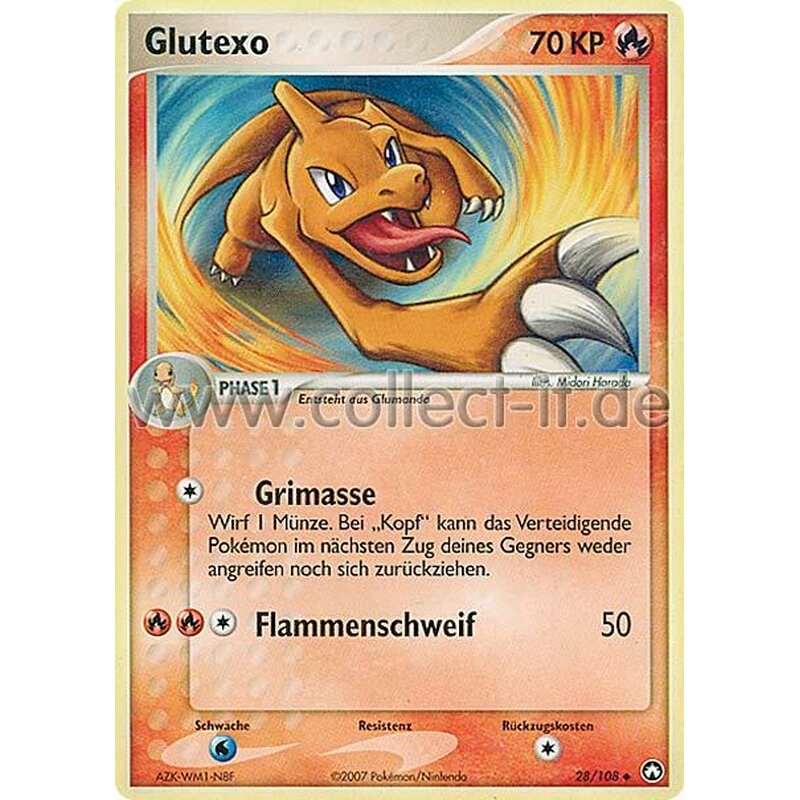 Glutexo
70 KP
Illus. Midori Harada
PHASE 1
Entsteht aus Glumanda
www.collect-it.de
Grimasse
Wirf 1 Münze. Bei „Kopf“ kann das Verteidigende
Pokémon im nächsten Zug deines Gegners weder
angreifen noch sich zurückziehen.
Flammenschweif 50
Schwäche Resistenz Rückzugskosten
AZK-WM1-N8F ©2007 Pokémon/Nintendo 28/108